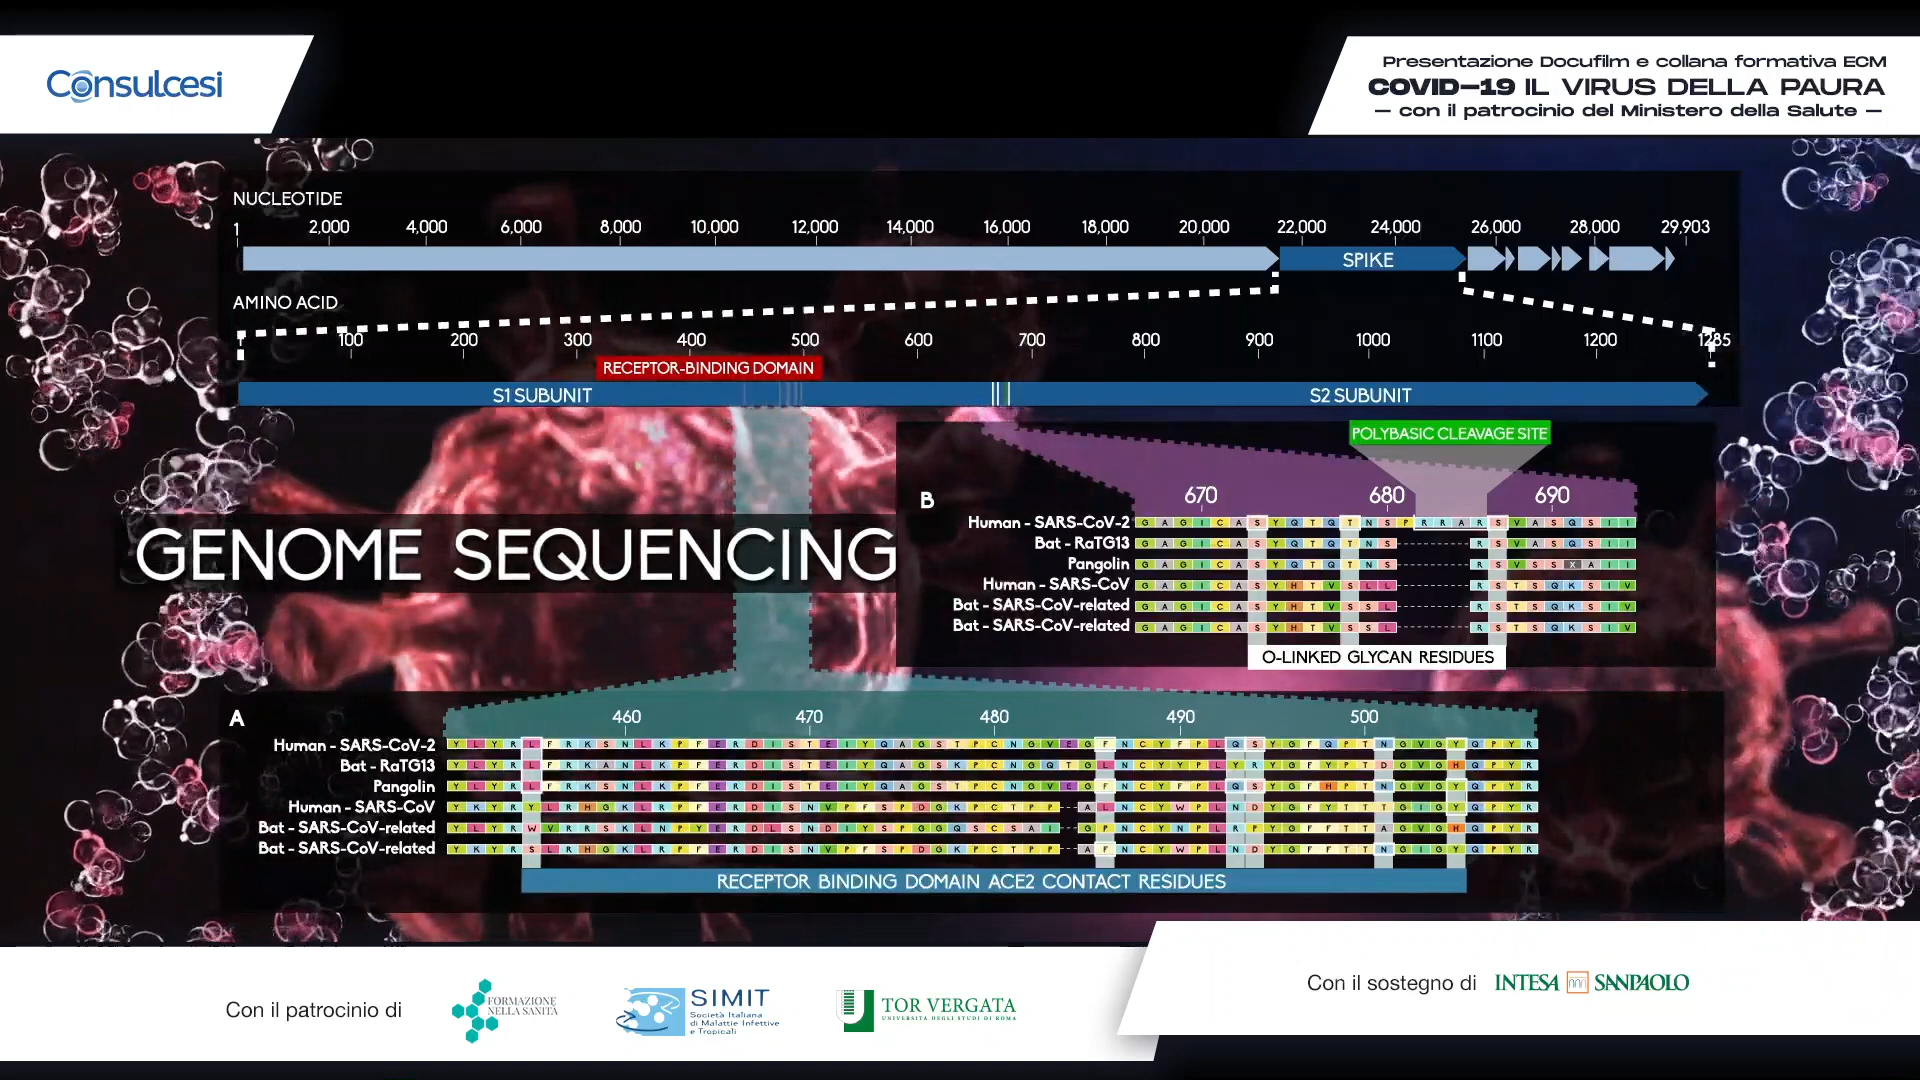 Consulcesi
Presentazione Docufilm e collana formativa ECM
COVID-19 IL VIRUS DELLA PAURA
— con il patrocinio del Ministero della Salute —
NUCLEOTIDE
1 2,000 4,000 6,000 8,000 10,000 12,000 14,000 16,000 18,000 20,000 22,000 24,000 26,000 28,000 29,903
SPIKE
AMINO ACID
1 100 200 300 400 500 600 700 800 900 1000 1100 1200 1285
RECEPTOR-BINDING DOMAIN
S1 SUBUNIT S2 SUBUNIT
POLYBASIC CLEAVAGE SITE
B
670 680 690
Human - SARS-CoV-2 G A G I C A S Y Q T Q T N S P R R A R S V A S Q S I I
Bat - RaTG13 G A G I C A S Y Q T Q T N S R S V A S Q S I I
Pangolin G A G I C A S Y Q T Q T N S R S V S S X A I I
Human - SARS-CoV G A G I C A S Y H T V S L L R S T S Q K S I V
Bat - SARS-CoV-related G A G I C A S Y H T V S S L R S T S Q K S I V
Bat - SARS-CoV-related G A G I C A S Y H T V S S L R S T S Q K S I V
O-LINKED GLYCAN RESIDUES
GENOME SEQUENCING
A
460 470 480 490 500
Human - SARS-CoV-2 Y L Y R L F R K S N L K P F E R D I S T E I Y Q A G S T P C N G V E G F N C Y F P L Q S Y G F Q P T N G V G Y Q P Y R
Bat - RaTG13 Y L Y R L F R K A N L K P F E R D I S T E I Y Q A G S K P C N G Q T G L N C Y Y P L Y R Y G F Y P T D G V G H Q P Y R
Pangolin Y L Y R L F R K S N L K P F E R D I S T E I Y Q A G S T P C N G V E G F N C Y F P L Q S Y G F H P T N G V G Y Q P Y R
Human - SARS-CoV Y K Y R Y L R H G K L R P F E R D I S N V P F S P D G K P C T P P A L N C Y W P L N D Y G F Y T T T G I G Y Q P Y R
Bat - SARS-CoV-related Y L Y R W V R R S K L N P Y E R D L S N D I Y S P G G Q S C S A I G P N C Y N P L R P Y G F F T T A G V G H Q P Y R
Bat - SARS-CoV-related Y K Y R S L R H G K L R P F E R D I S N V P F S P D G K P C T P P A F N C Y W P L N D Y G F F T T N G I G Y Q P Y R
RECEPTOR BINDING DOMAIN ACE2 CONTACT RESIDUES
Con il patrocinio di
FORMAZIONE
NELLA SANITÀ
SIMIT
Società Italiana
di Malattie Infettive
e Tropicali
TOR VERGATA
UNIVERSITÀ DEGLI STUDI DI ROMA
Con il sostegno di INTESA SANPAOLO